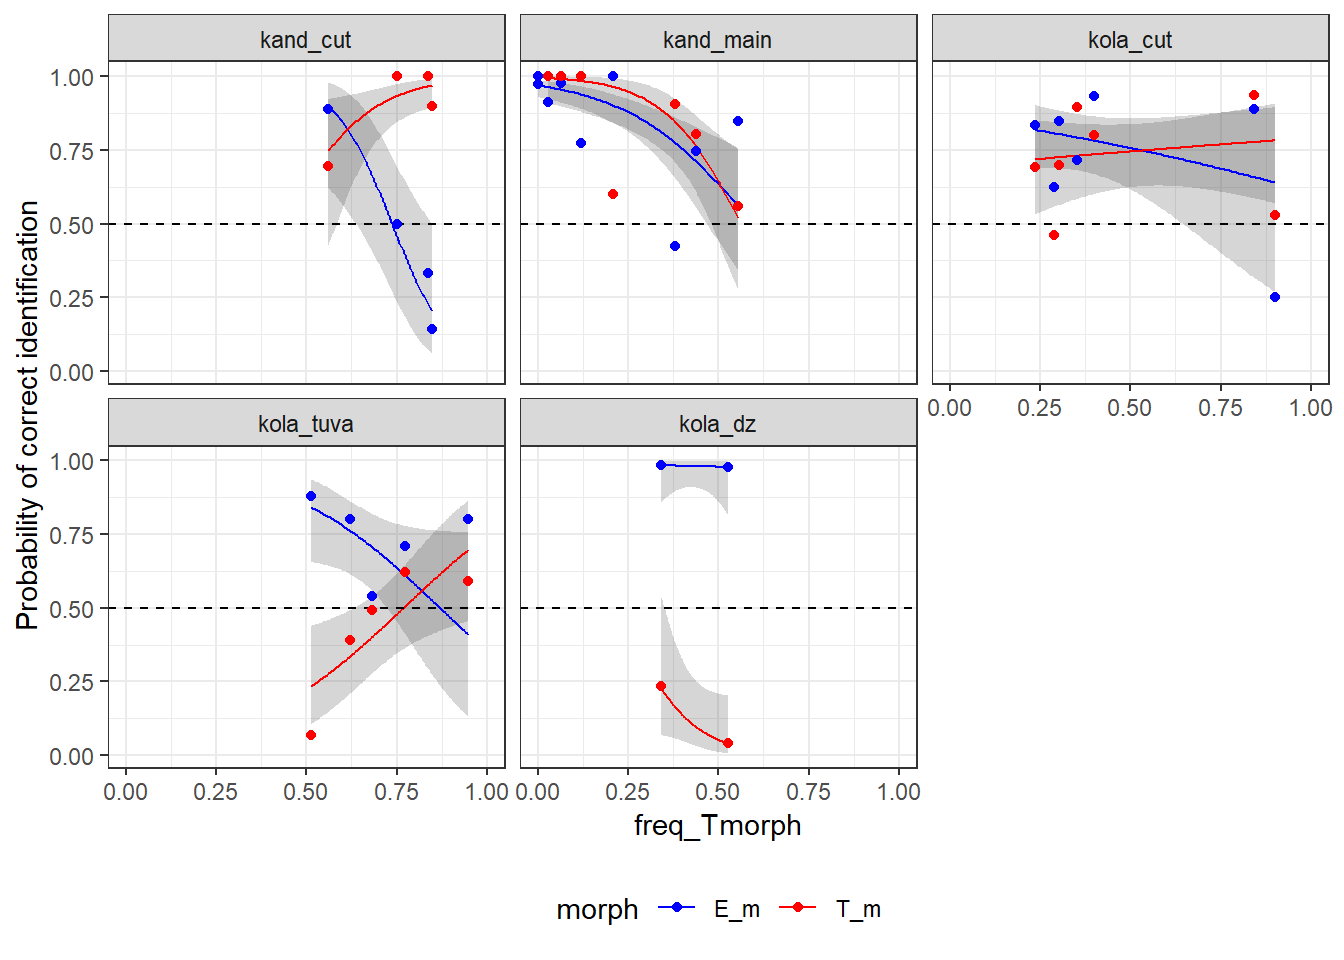 kand_cut kand_main kola_cut
1.00
0.75
0.50
0.25
0.00
0.00 0.25 0.50 0.75 1.00
kola_tuva kola_dz
1.00
0.75
0.50
0.25
0.00
0.00 0.25 0.50 0.75 1.00 0.00 0.25 0.50 0.75 1.00
Probability of correct identification
freq_Tmorph
morph E_m T_m